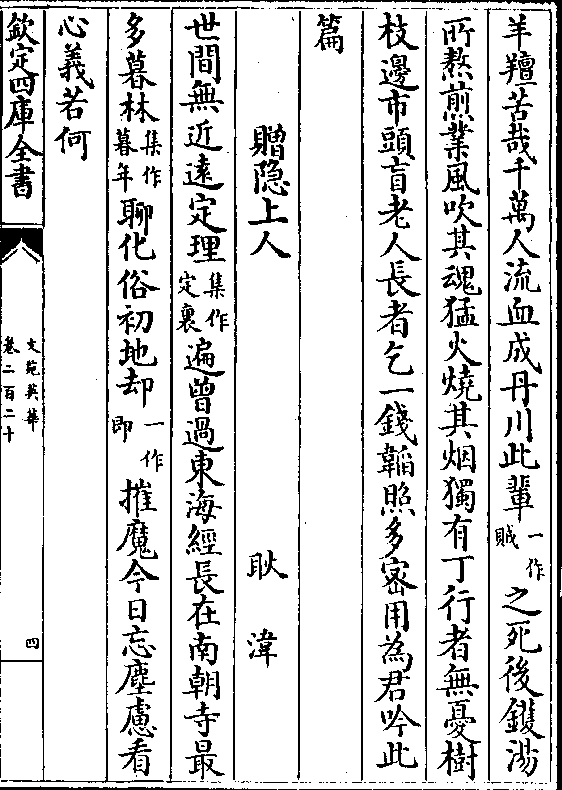 羊羶苦哉千萬人流血成丹川此輩一作賊之死後鑊湯
所熬煎業風吹其魂猛火燒其烟獨有丁行者無憂樹
枝邊市頭盲老人長者乞一錢韜照多密用為君吟此
篇
贈隐上人
耿湋
世間無近遠定理集作定裏遍曾過東海經長在南朝寺最
多暮林集作暮年聊化俗初地却一作即摧魔今日忘塵慮看
心義若何
欽定四庫全書
文苑英華
卷二百二十
四